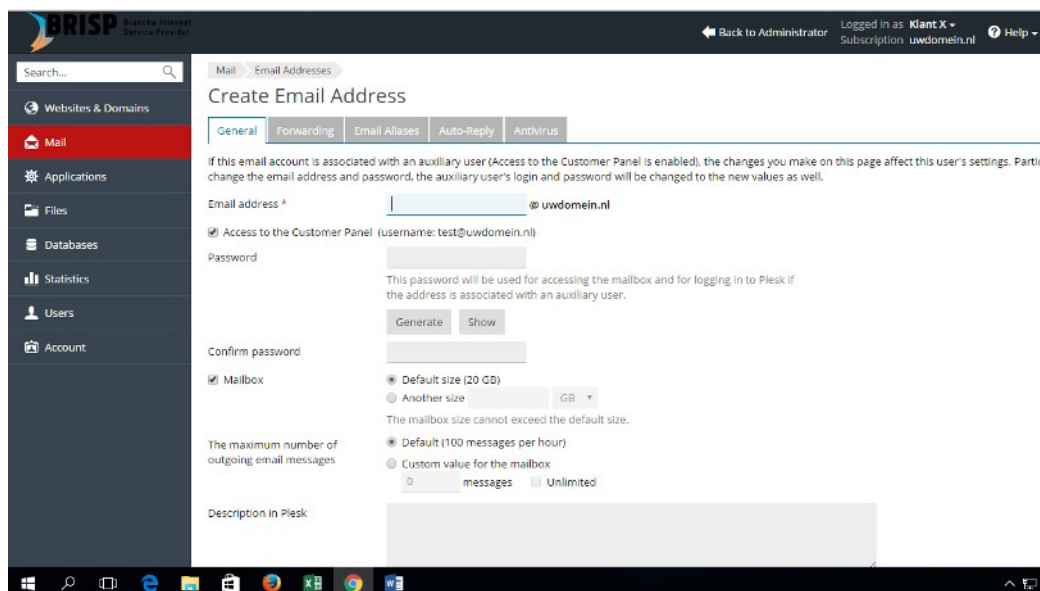 BRISP Branche Internet
Service Provider
Back to Administrator
Logged in as Klant X
Subscription uwdomein.nl
Help
Search...
Websites & Domains
Mail
Applications
Files
Databases
Statistics
Users
Account
Mail Email Addresses
Create Email Address
General Forwarding Email Aliases Auto-Reply Antivirus
If this email account is associated with an auxiliary user (Access to the Customer Panel is enabled), the changes you make on this page affect this user's settings. Partic
change the email address and password, the auxiliary user's login and password will be changed to the new values as well.
Email address * @ uwdomein.nl
Access to the Customer Panel (username: test@uwdomein.nl)
Password
This password will be used for accessing the mailbox and for logging in to Plesk if
the address is associated with an auxiliary user.
Generate Show
Confirm password
Mailbox
Default size (20 GB)
Another size GB
The mailbox size cannot exceed the default size.
The maximum number of
outgoing email messages
Default (100 messages per hour)
Custom value for the mailbox
0 messages Unlimited
Description in Plesk